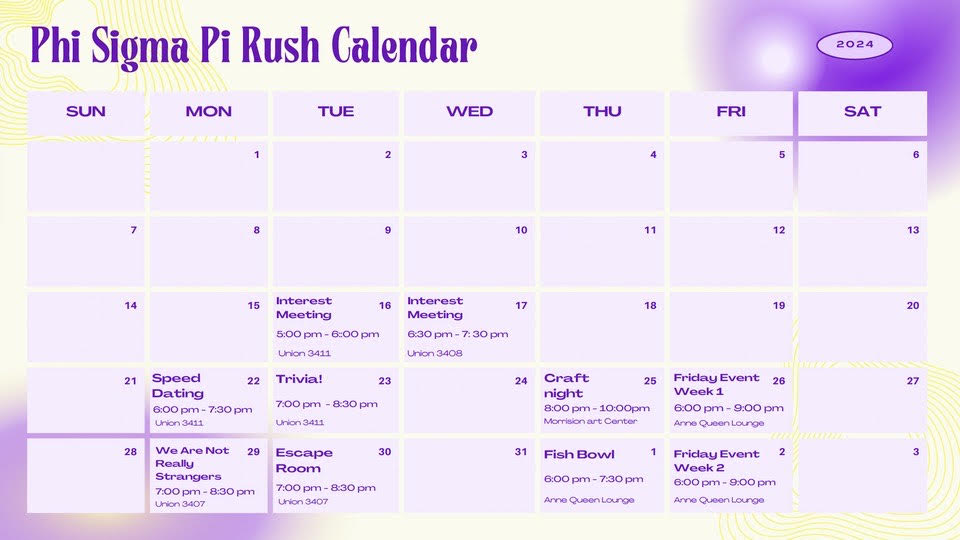 Phi Sigma Pi Rush Calendar
2024
SUN MON TUE WED THU FRI SAT
1 2 3 4 5 6
7 8 9 10 11 12 13
14
15
Interest
Meeting
16
5:00 pm - 6::00 pm
Union 3411
Interest
Meeting
17
6:30 pm - 7: 30 pm
Union 3408
18
19
20
21
Speed
Dating
22
6:00 pm - 7:30 pm
Union 3411
Trivia!
23
7:00 pm - 8:30 pm
Union 3411
24
Craft
night
25
8:00 pm - 10:00pm
Morrision art Center
Friday Event
Week 1
26
6:00 pm - 9:00 pm
Anne Queen Lounge
27
28
We Are Not
Really
Strangers
29
7:00 pm - 8:30 pm
Union 3407
Escape
Room
30
7:00 pm - 8:30 pm
Union 3407
31
Fish Bowl
1
6:00 pm - 7:30 pm
Anne Queen Lounge
Friday Event
Week 2
2
6:00 pm - 9:00 pm
Anne Queen Lounge
3